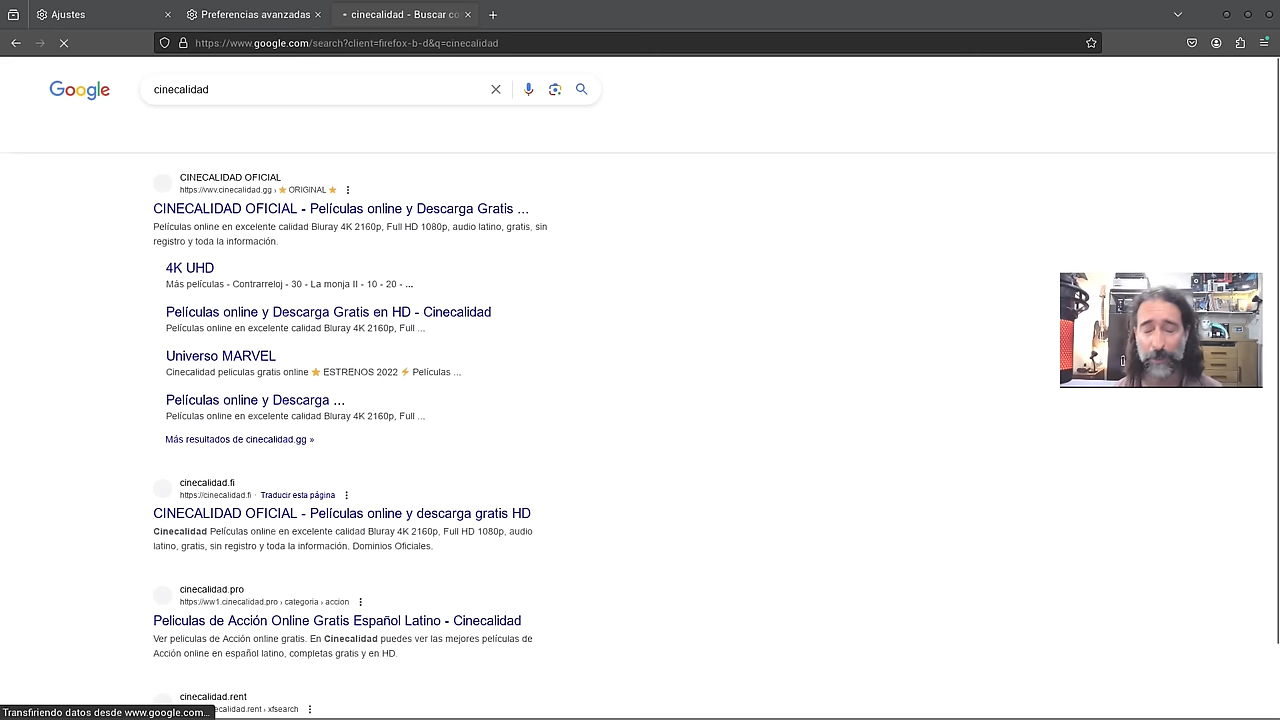 Ajustes
Preferencias avanzadas
cinecalidad - Buscar co
https://www.google.com/search?client=firefox-b-d&q=cinecalidad
Google
cinecalidad
CINECALIDAD OFICIAL
https://vwv.cinecalidad.gg › ⭐ ORIGINAL ⭐
CINECALIDAD OFICIAL - Películas online y Descarga Gratis ...
Películas online en excelente calidad Bluray 4K 2160p, Full HD 1080p, audio latino, gratis, sin
registro y toda la información.
4K UHD
Más películas - Contrarreloj - 30 - La monja II - 10 - 20 - ...
Películas online y Descarga Gratis en HD - Cinecalidad
Películas online en excelente calidad Bluray 4K 2160p, Full ...
Universo MARVEL
Cinecalidad peliculas gratis online ⭐ ESTRENOS 2022 ⚡ Películas ...
Películas online y Descarga ...
Películas online en excelente calidad Bluray 4K 2160p, Full ...
Más resultados de cinecalidad.gg »
cinecalidad.fi
https://cinecalidad.fi · Traducir esta página
CINECALIDAD OFICIAL - Películas online y descarga gratis HD
Cinecalidad Películas online en excelente calidad Bluray 4K 2160p, Full HD 1080p, audio
latino, gratis, sin registro y toda la información. Dominios Oficiales.
cinecalidad.pro
https://ww1.cinecalidad.pro › categoria › accion
Peliculas de Acción Online Gratis Español Latino - Cinecalidad
Ver peliculas de Acción online gratis. En Cinecalidad puedes ver las mejores películas de
Acción online en español latino, completas gratis y en HD.
cinecalidad.rent
ecalidad.rent › xfsearch
Transfiriendo datos desde www.google.com...